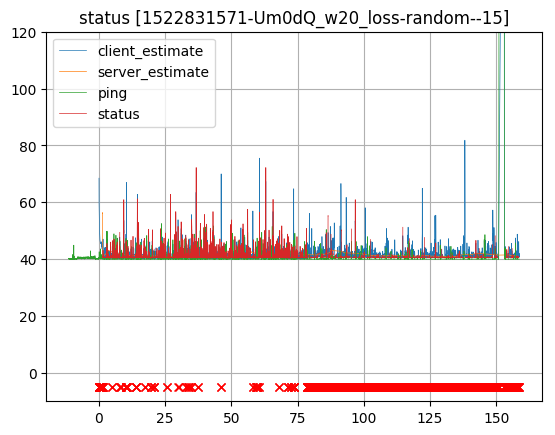 status [1522831571-Um0dQ_w20_loss-random--15]
client_estimate
server_estimate
ping
status
120
100
80
60
40
20
0
0
25
50
75
100
125
150